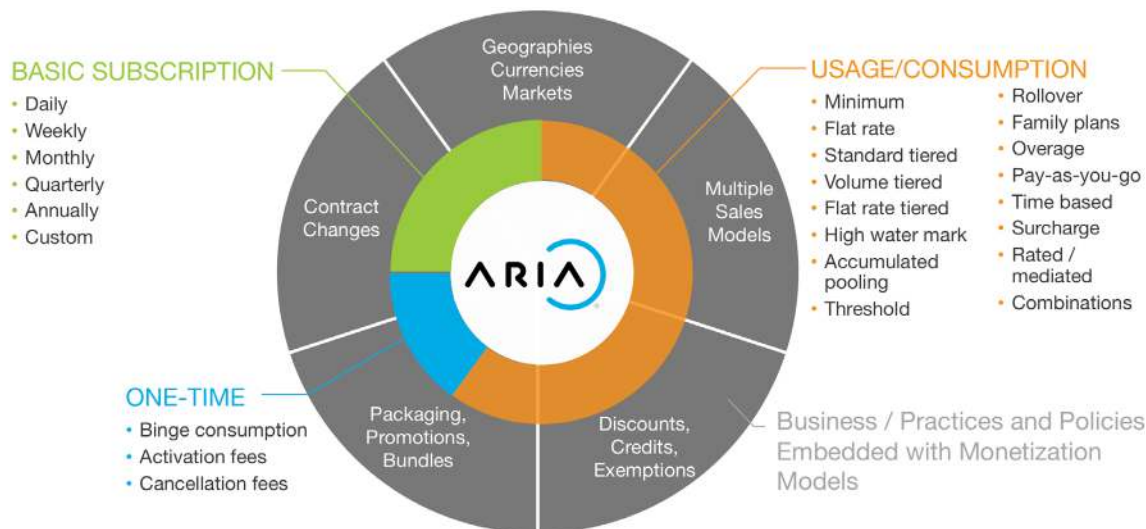 Geographies
Currencies
Markets
BASIC SUBSCRIPTION
• Daily
• Weekly
• Monthly
• Quarterly
• Annually
• Custom
USAGE/CONSUMPTION
• Minimum
• Flat rate
• Standard tiered
• Volume tiered
• Flat rate tiered
• High water mark
• Accumulated
pooling
• Threshold
• Rollover
• Family plans
• Overage
• Pay-as-you-go
• Time based
• Surcharge
• Rated /
mediated
• Combinations
Contract
Changes
Multiple
Sales
Models
ARIA
ONE-TIME
• Binge consumption
• Activation fees
• Cancellation fees
Packaging,
Promotions,
Bundles
Discounts,
Credits,
Exemptions
Business / Practices and Policies
Embedded with Monetization
Models